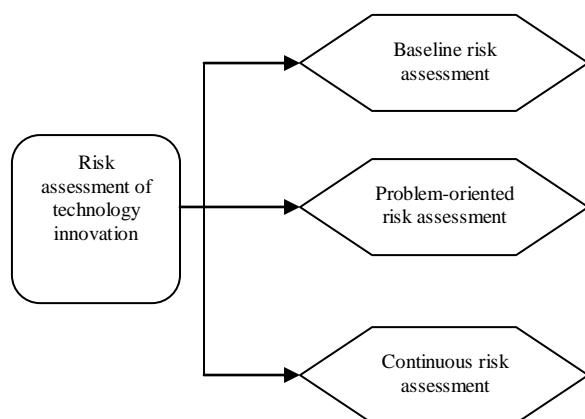 Risk
assessment of
technology
innovation
Baseline risk
assessment
Problem-oriented
risk assessment
Continuous risk
assessment